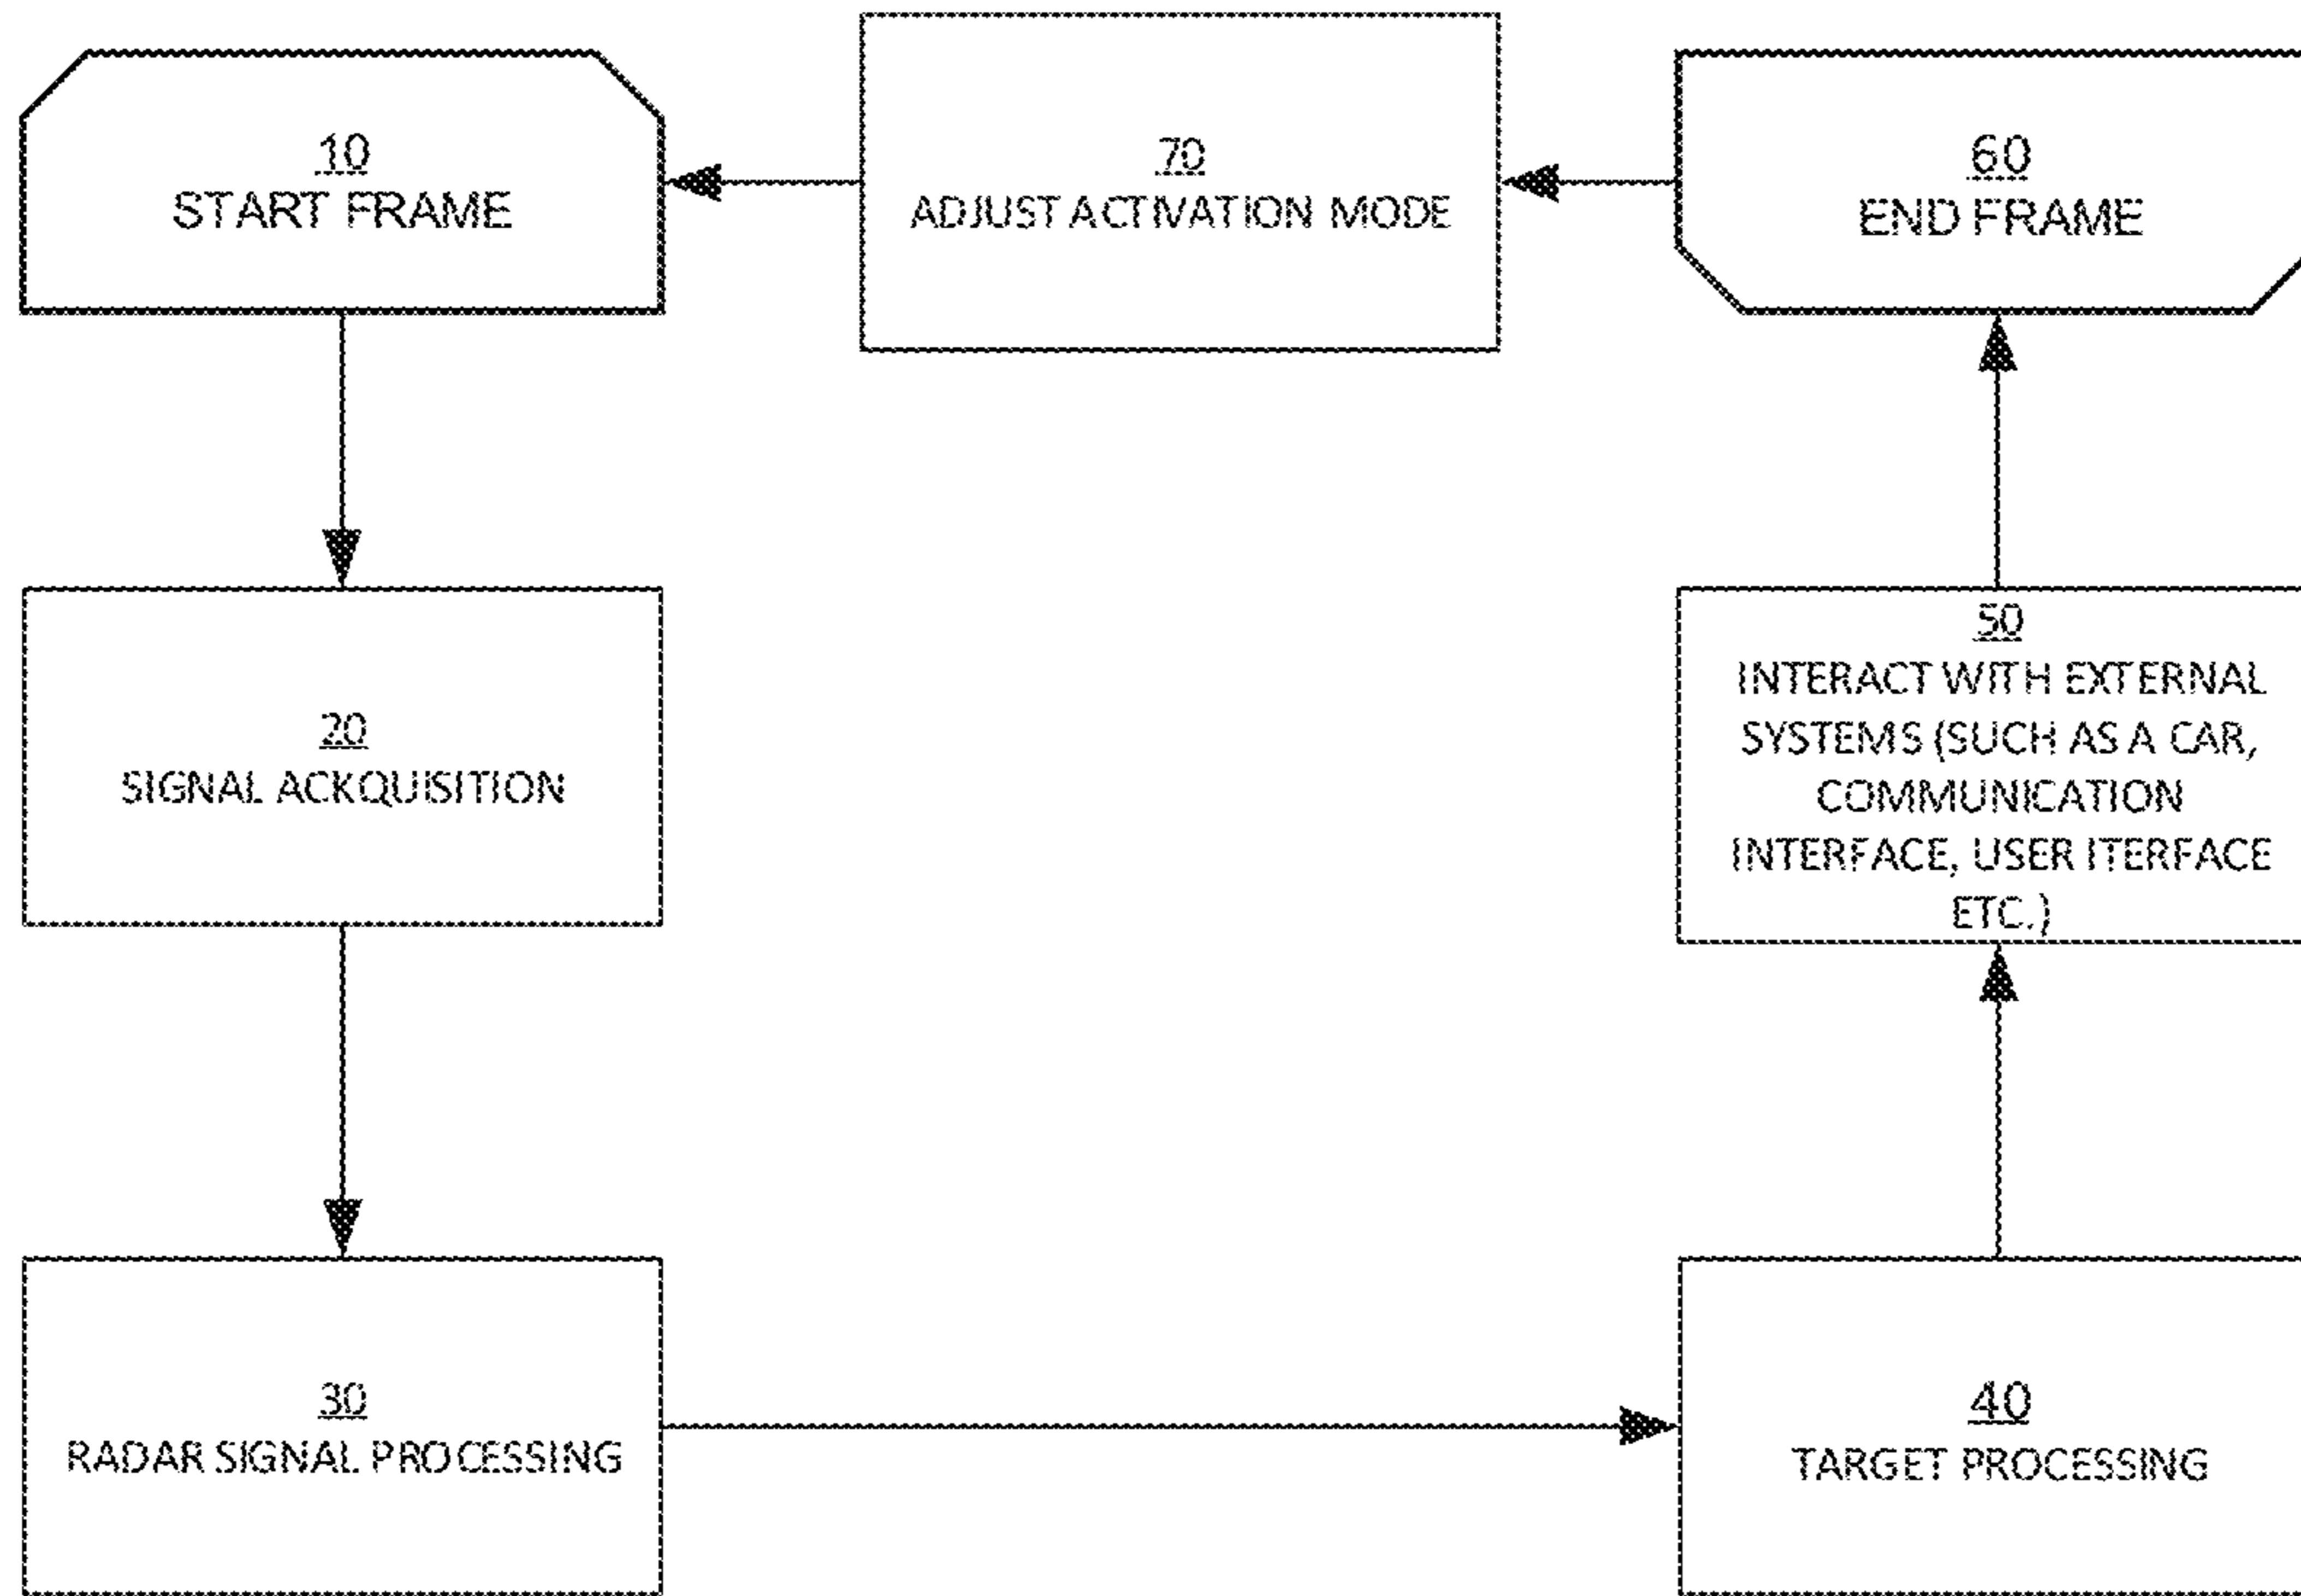 10
START FRAME
70
ADJUST ACTIVATION MODE
60
END FRAME
20
SIGNAL ACKQUISITION
50
INTERACT WITH EXTERNAL
SYSTEMS (SUCH AS A CAR,
COMMUNICATION
INTERFACE, USER ITERFACE
ETC.)
30
RADAR SIGNAL PROCESSING
40
TARGET PROCESSING